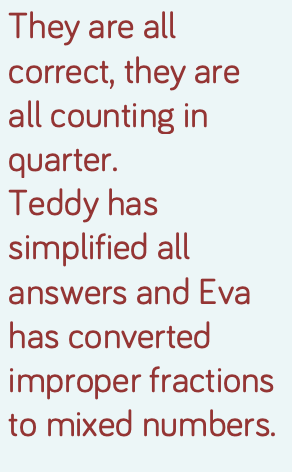 They are all
correct, they are
all counting in
quarter.
Teddy has
simplified all
answers and Eva
has converted
improper fractions
to mixed numbers.